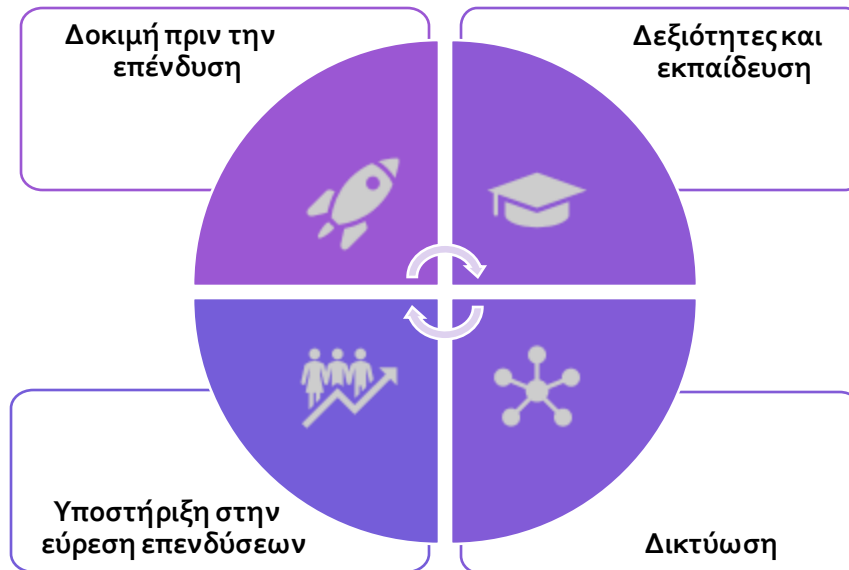 Δοκιμή πριν την
επένδυση
Δεξιότητες και
εκπαίδευση
Υποστήριξη στην
εύρεση επενδύσεων
Δικτύωση